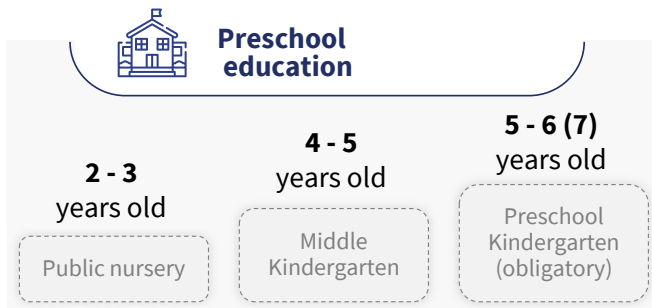 Preschool
education
2 - 3
years old
Public nursery
4 - 5
years old
Middle
Kindergarten
5 - 6 (7)
years old
Preschool
Kindergarten
(obligatory)